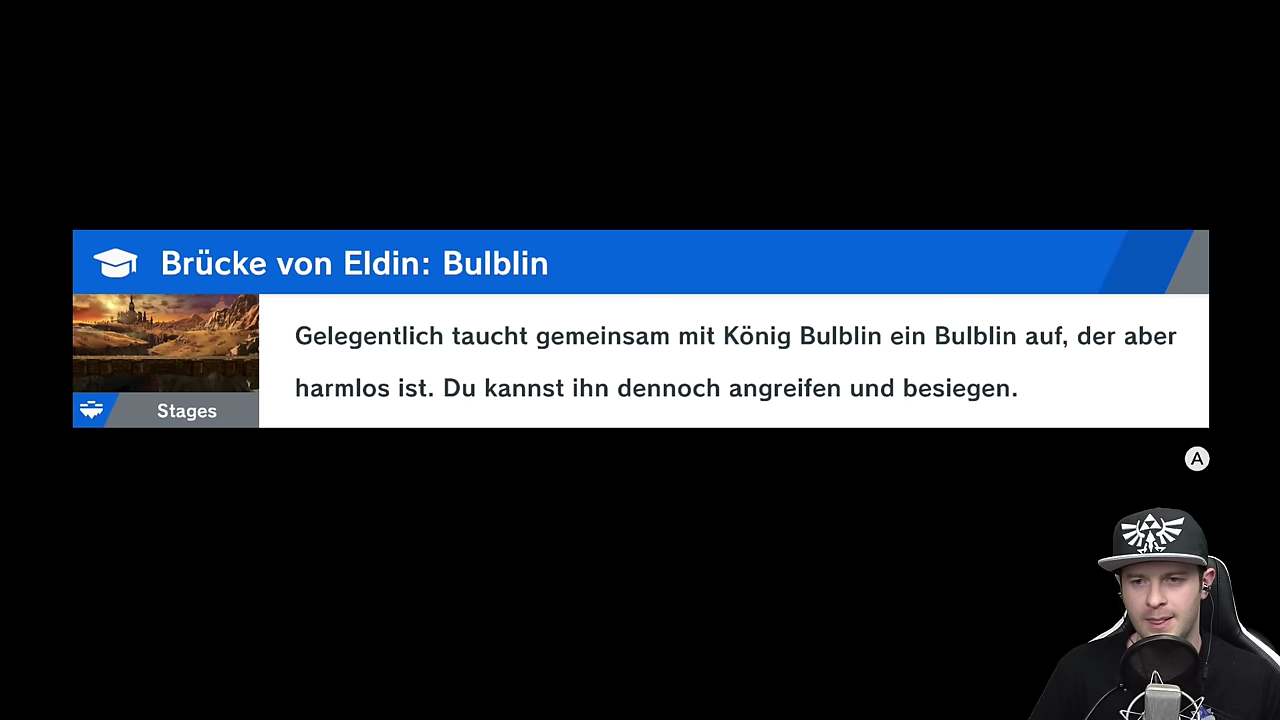 Brücke von Eldin: Bulblin
Gelegentlich taucht gemeinsam mit König Bulblin ein Bulblin auf, der aber
harmlos ist. Du kannst ihn dennoch angreifen und besiegen.
Stages
A